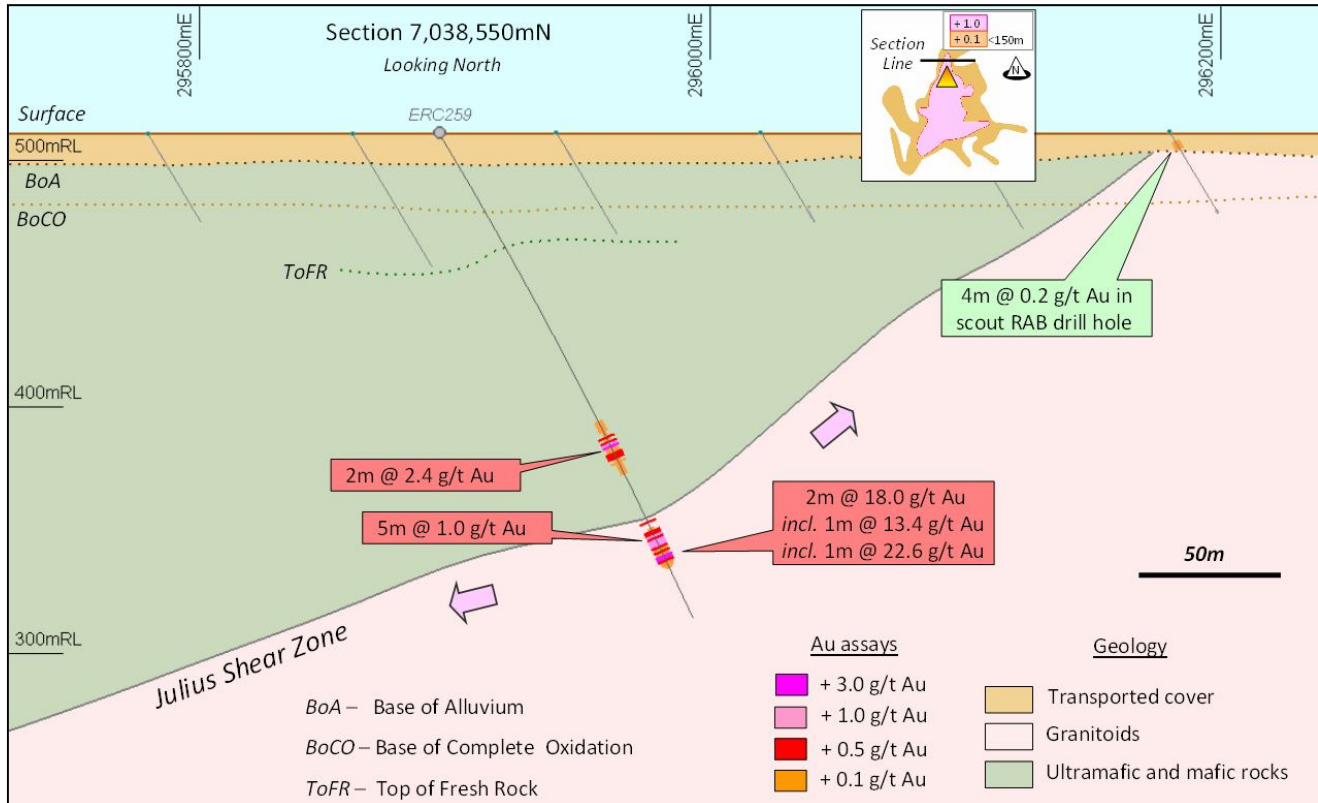 Section 7,038,550mN
Looking North
295800mE
296000mE
296200mE
+ 1.0
+ 0.1
<150m
Section
Line
N
Surface
ERC259
500mRL
BoA
BoCO
ToFR
4m @ 0.2 g/t Au in
scout RAB drill hole
400mRL
2m @ 2.4 g/t Au
5m @ 1.0 g/t Au
2m @ 18.0 g/t Au
incl. 1m @ 13.4 g/t Au
incl. 1m @ 22.6 g/t Au
50m
300mRL
Julius Shear Zone
BoA – Base of Alluvium
BoCO – Base of Complete Oxidation
ToFR – Top of Fresh Rock
Au assays
+ 3.0 g/t Au
+ 1.0 g/t Au
+ 0.5 g/t Au
+ 0.1 g/t Au
Geology
Transported cover
Granitoids
Ultramafic and mafic rocks